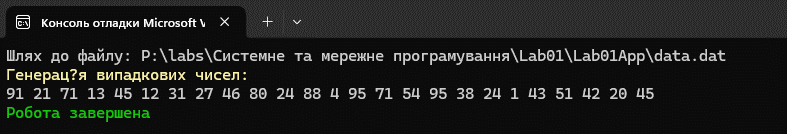 Консоль отладки Microsoft V
Шлях до файлу: P:\labs\Системне та мережне програмування\Lab01\Lab01App\data.dat
Генерац?я випадкових чисел:
91 21 71 13 45 12 31 27 46 80 24 88 4 95 71 54 95 38 24 1 43 51 42 20 45
Робота завершена